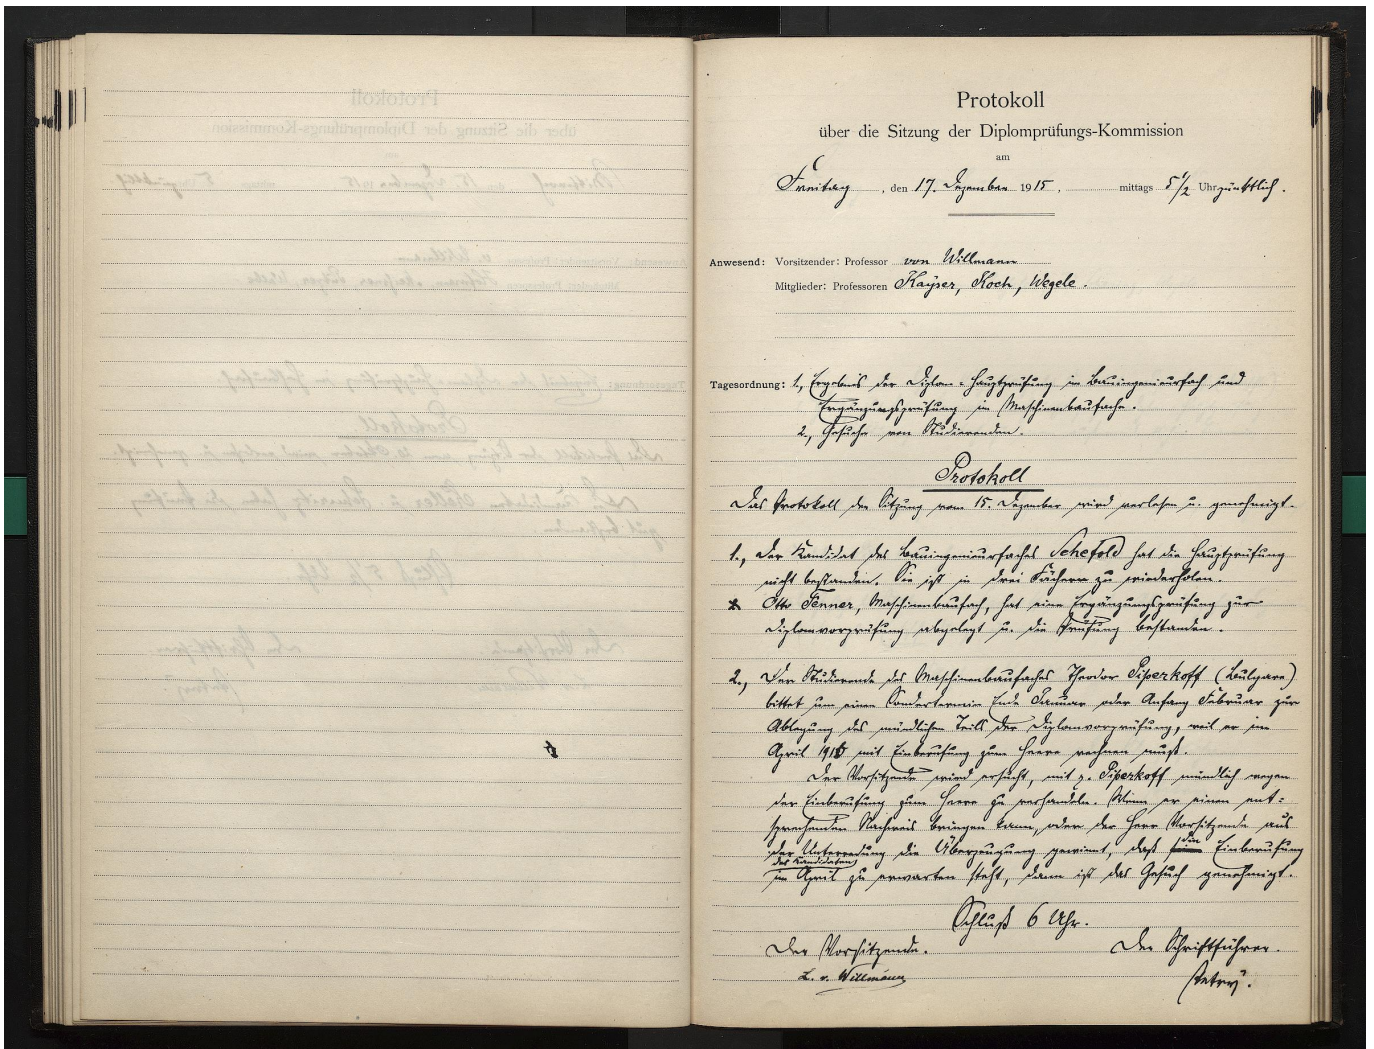 Protokoll
über die Sitzung der Diplomprüfungs-Kommission
am
Freitag, den 17. Dezember 1915. mittags 5 1/2 Uhr pünktlich.
Anwesend: Vorsitzender: Professor von Willmann
Mitglieder: Professoren Kayser, Koch, Wegele.
Tagesordnung: 1., Ergebnis der Diplom-Hauptprüfung im Bauingenieurfach und
Ergänzungsprüfung im Maschinenbaufache.
2., Gesuche von Studierenden.
Protokoll
Das Protokoll der Sitzung vom 15. Dezember wird verlesen u. genehmigt.
1., Der Kandidat des Bauingenieurfaches Schefold hat die Hauptprüfung
nicht bestanden. Sie ist in drei Fächern zu wiederholen.
Otto Fenner, Maschinenbaufach, hat eine Ergänzungsprüfung zur
Diplomvorprüfung abgelegt u. die Prüfung bestanden.
2., Der Studierende des Maschinenbaufaches Theodor Piperkoff (Bulgare)
bittet um einen Sondertermin Ende Januar oder Anfang Februar zur
Ablegung des mündlichen Teils der Diplomvorprüfung, weil er im
April 1916 mit Einberufung zum Heere rechnen muß.
Der Vorsitzende wird ersucht, mit H. Piperkoff mündlich wegen
der Einberufung zum Heere zu verhandeln. Wenn er einen ent-
sprechenden Nachweis bringen kann, oder der Herr Vorsitzende aus
der Unterredung die Überzeugung gewinnt, daß die Einberufung
des Kandidaten
im April zu erwarten steht, dann ist das Gesuch genehmigt.
Schluß 6 Uhr.
Der Vorsitzende. Der Schriftführer.
L. v. Willmann Petry.